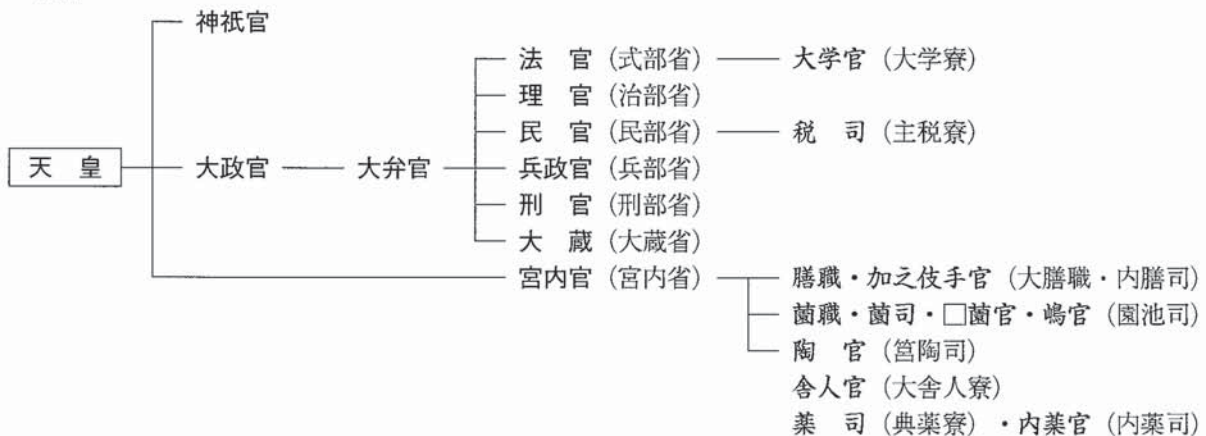 神祇官
法 官（式部省） 大学官（大学寮）
理 官（治部省）
民 官（民部省） 税 司（主税寮）
天 皇 大政官 大弁官 兵政官（兵部省）
刑 官（刑部省）
大 蔵（大蔵省）
宮内官（宮内省） 膳職・加之伎手官（大膳職・内膳司）
薗職・薗司・□薗官・嶋官（園池司）
陶 官（筥陶司）
舎人官（大舎人寮）
薬 司（典薬寮）・内薬官（内薬司）